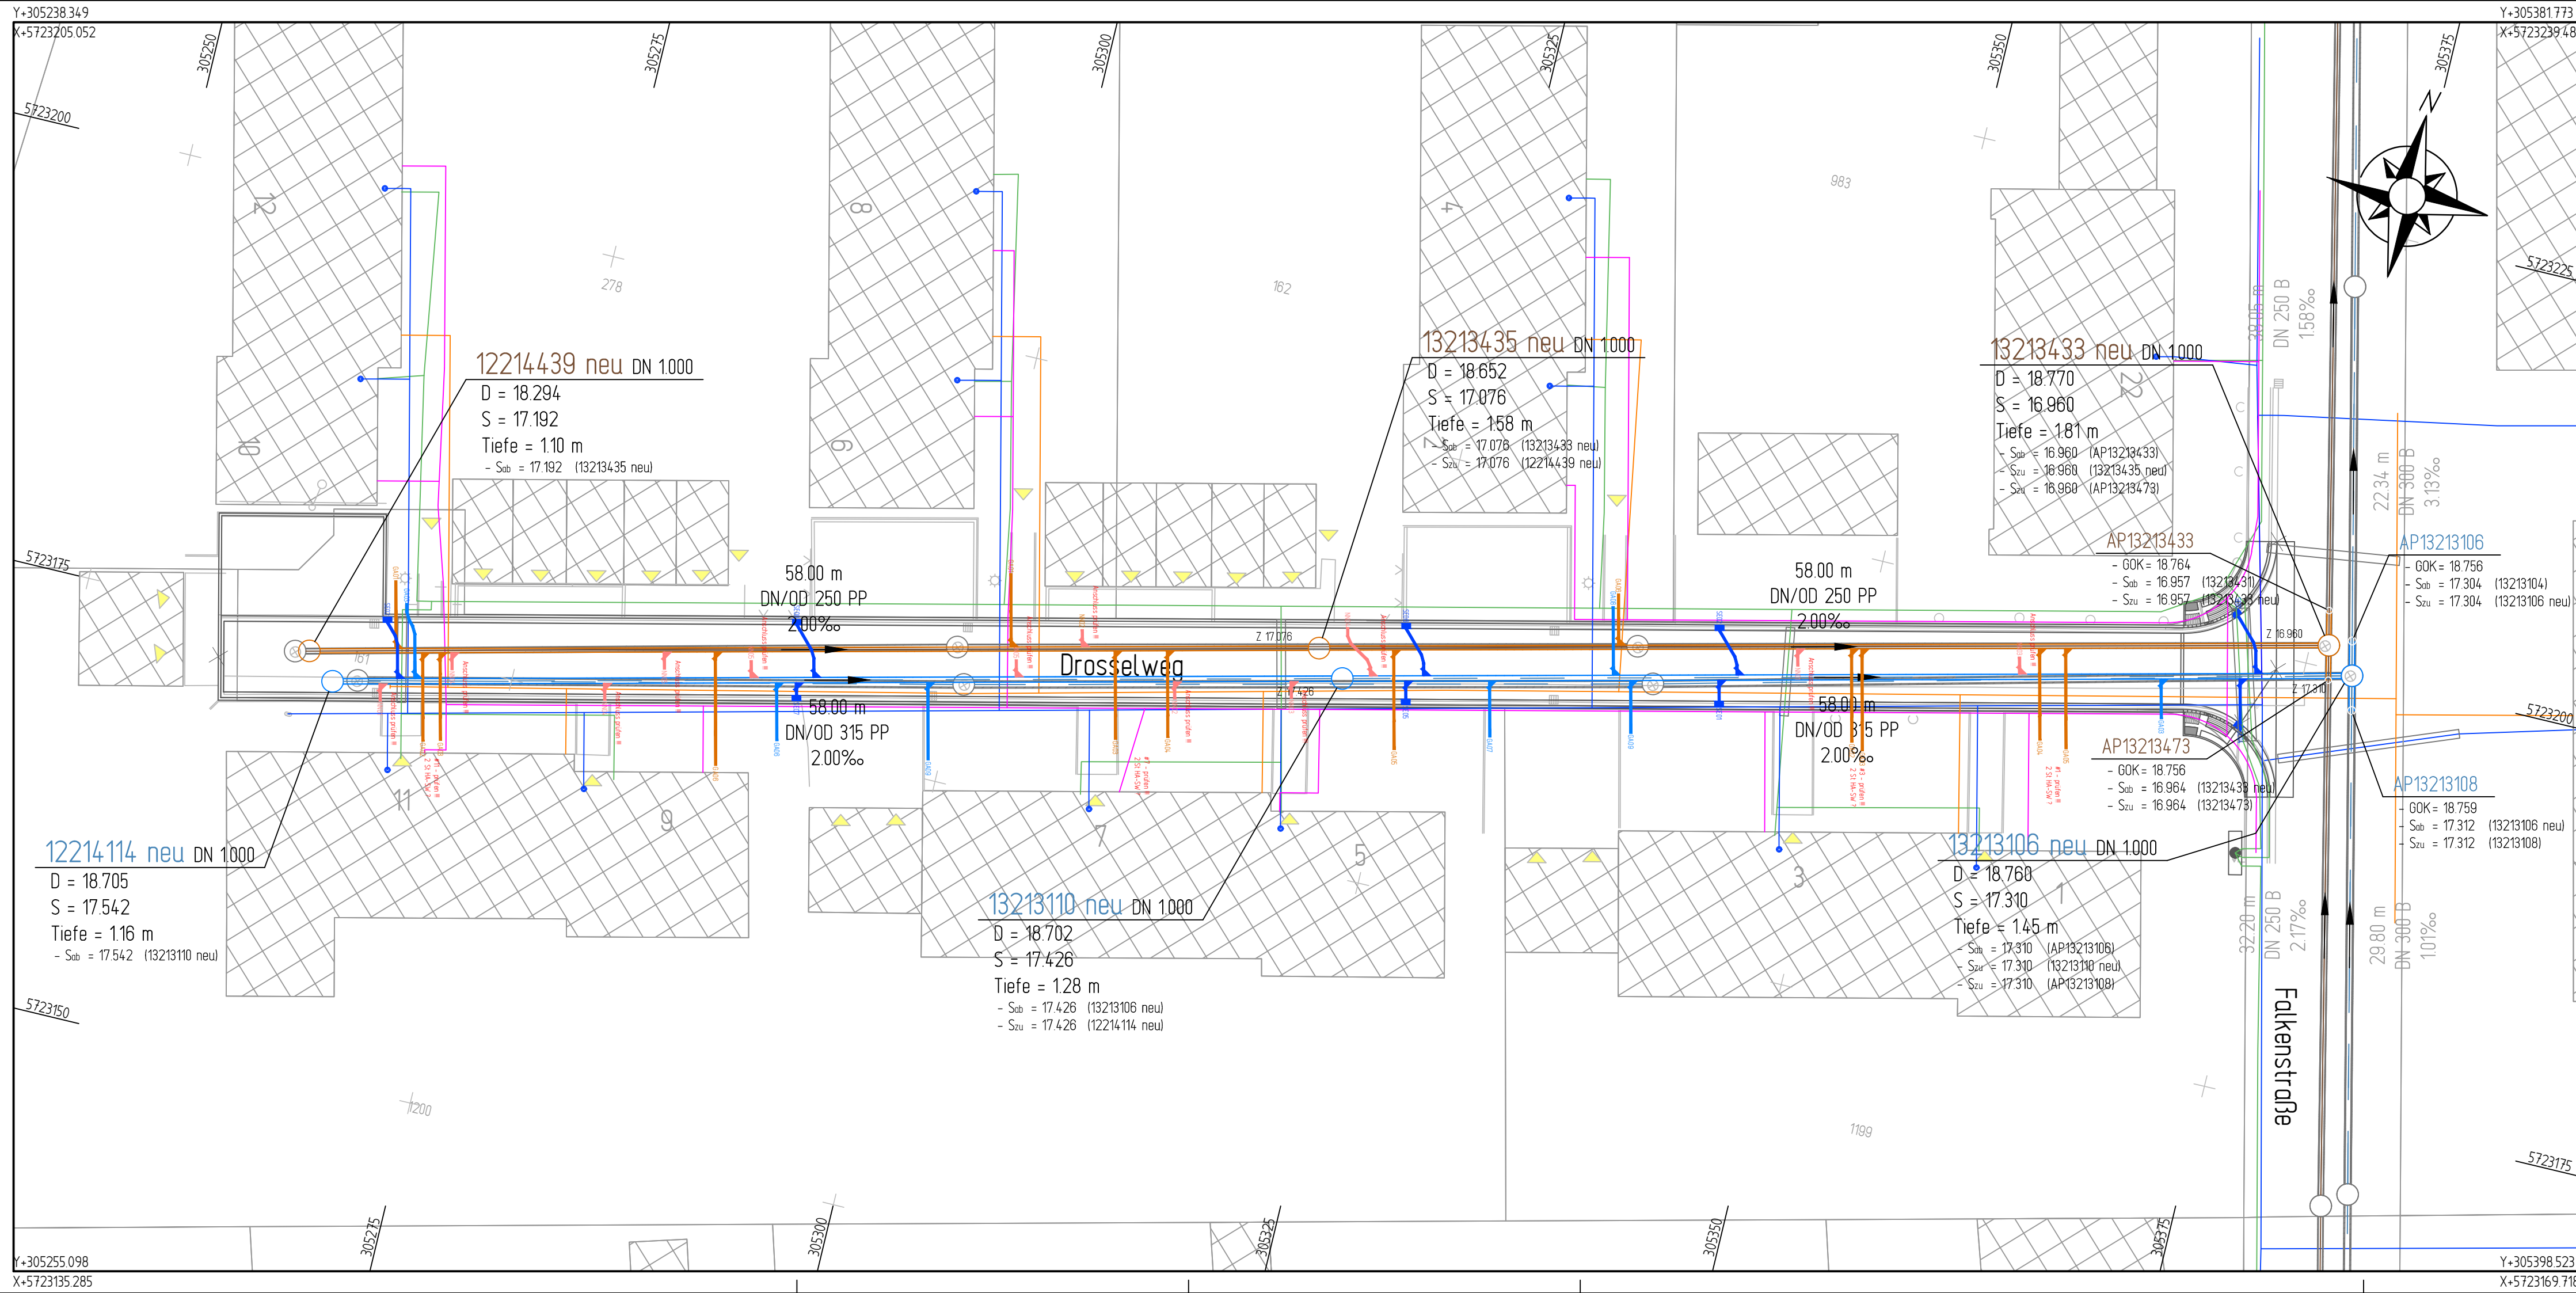 Y+305238.349
X+5723205.052
Y+305381.773
X+5723239.48
305250
305275
305300
305325
305350
305375
5723200
5723175
5723150
5723225
5723200
5723175
N
12
10
8
6
4
2
22
278
162
983
161
1200
1199
12214439 neu DN 1.000
D = 18.294
S = 17.192
Tiefe = 1.10 m
- Sab = 17.192 (13213435 neu)
13213435 neu DN 1.000
D = 18.652
S = 17.076
Tiefe = 1.58 m
- Sab = 17.076 (13213433 neu)
- Szu = 17.076 (12214439 neu)
13213433 neu DN 1.000
D = 18.770
S = 16.960
Tiefe = 1.81 m
- Sab = 16.960 (AP13213433)
- Szu = 16.960 (13213435 neu)
- Szu = 16.960 (AP13213473)
AP13213433
- GOK = 18.764
- Sab = 16.957 (13213431)
- Szu = 16.957 (13213433 neu)
AP13213106
- GOK = 18.756
- Sab = 17.304 (13213104)
- Szu = 17.304 (13213106 neu)
39.05 m
DN 250 B
1.58‰
22.34 m
DN 300 B
3.13‰
58.00 m
DN/OD 250 PP
2.00‰
58.00 m
DN/OD 250 PP
2.00‰
Z 17.076
Z 16.960
Drosselweg
Z 17.426
Z 17.310
58.00 m
DN/OD 315 PP
2.00‰
58.00 m
DN/OD 315 PP
2.00‰
AP13213473
- GOK = 18.756
- Sab = 16.964 (13213433 neu)
- Szu = 16.964 (13213473)
AP13213108
- GOK = 18.759
- Sab = 17.312 (13213106 neu)
- Szu = 17.312 (13213108)
11
9
7
5
3
1
12214114 neu DN 1.000
D = 18.705
S = 17.542
Tiefe = 1.16 m
- Sab = 17.542 (13213110 neu)
13213110 neu DN 1.000
D = 18.702
S = 17.426
Tiefe = 1.28 m
- Sab = 17.426 (13213106 neu)
- Szu = 17.426 (12214114 neu)
13213106 neu DN 1.000
D = 18.760
S = 17.310
Tiefe = 1.45 m
- Sab = 17.310 (AP13213106)
- Szu = 17.310 (13213110 neu)
- Szu = 17.310 (AP13213108)
32.20 m
DN 250 B
2.17‰
29.80 m
DN 300 B
1.01‰
Falkenstraße
305275
305300
305325
305350
305375
Y+305255.098
X+5723135.285
Y+305398.523
X+5723169.718